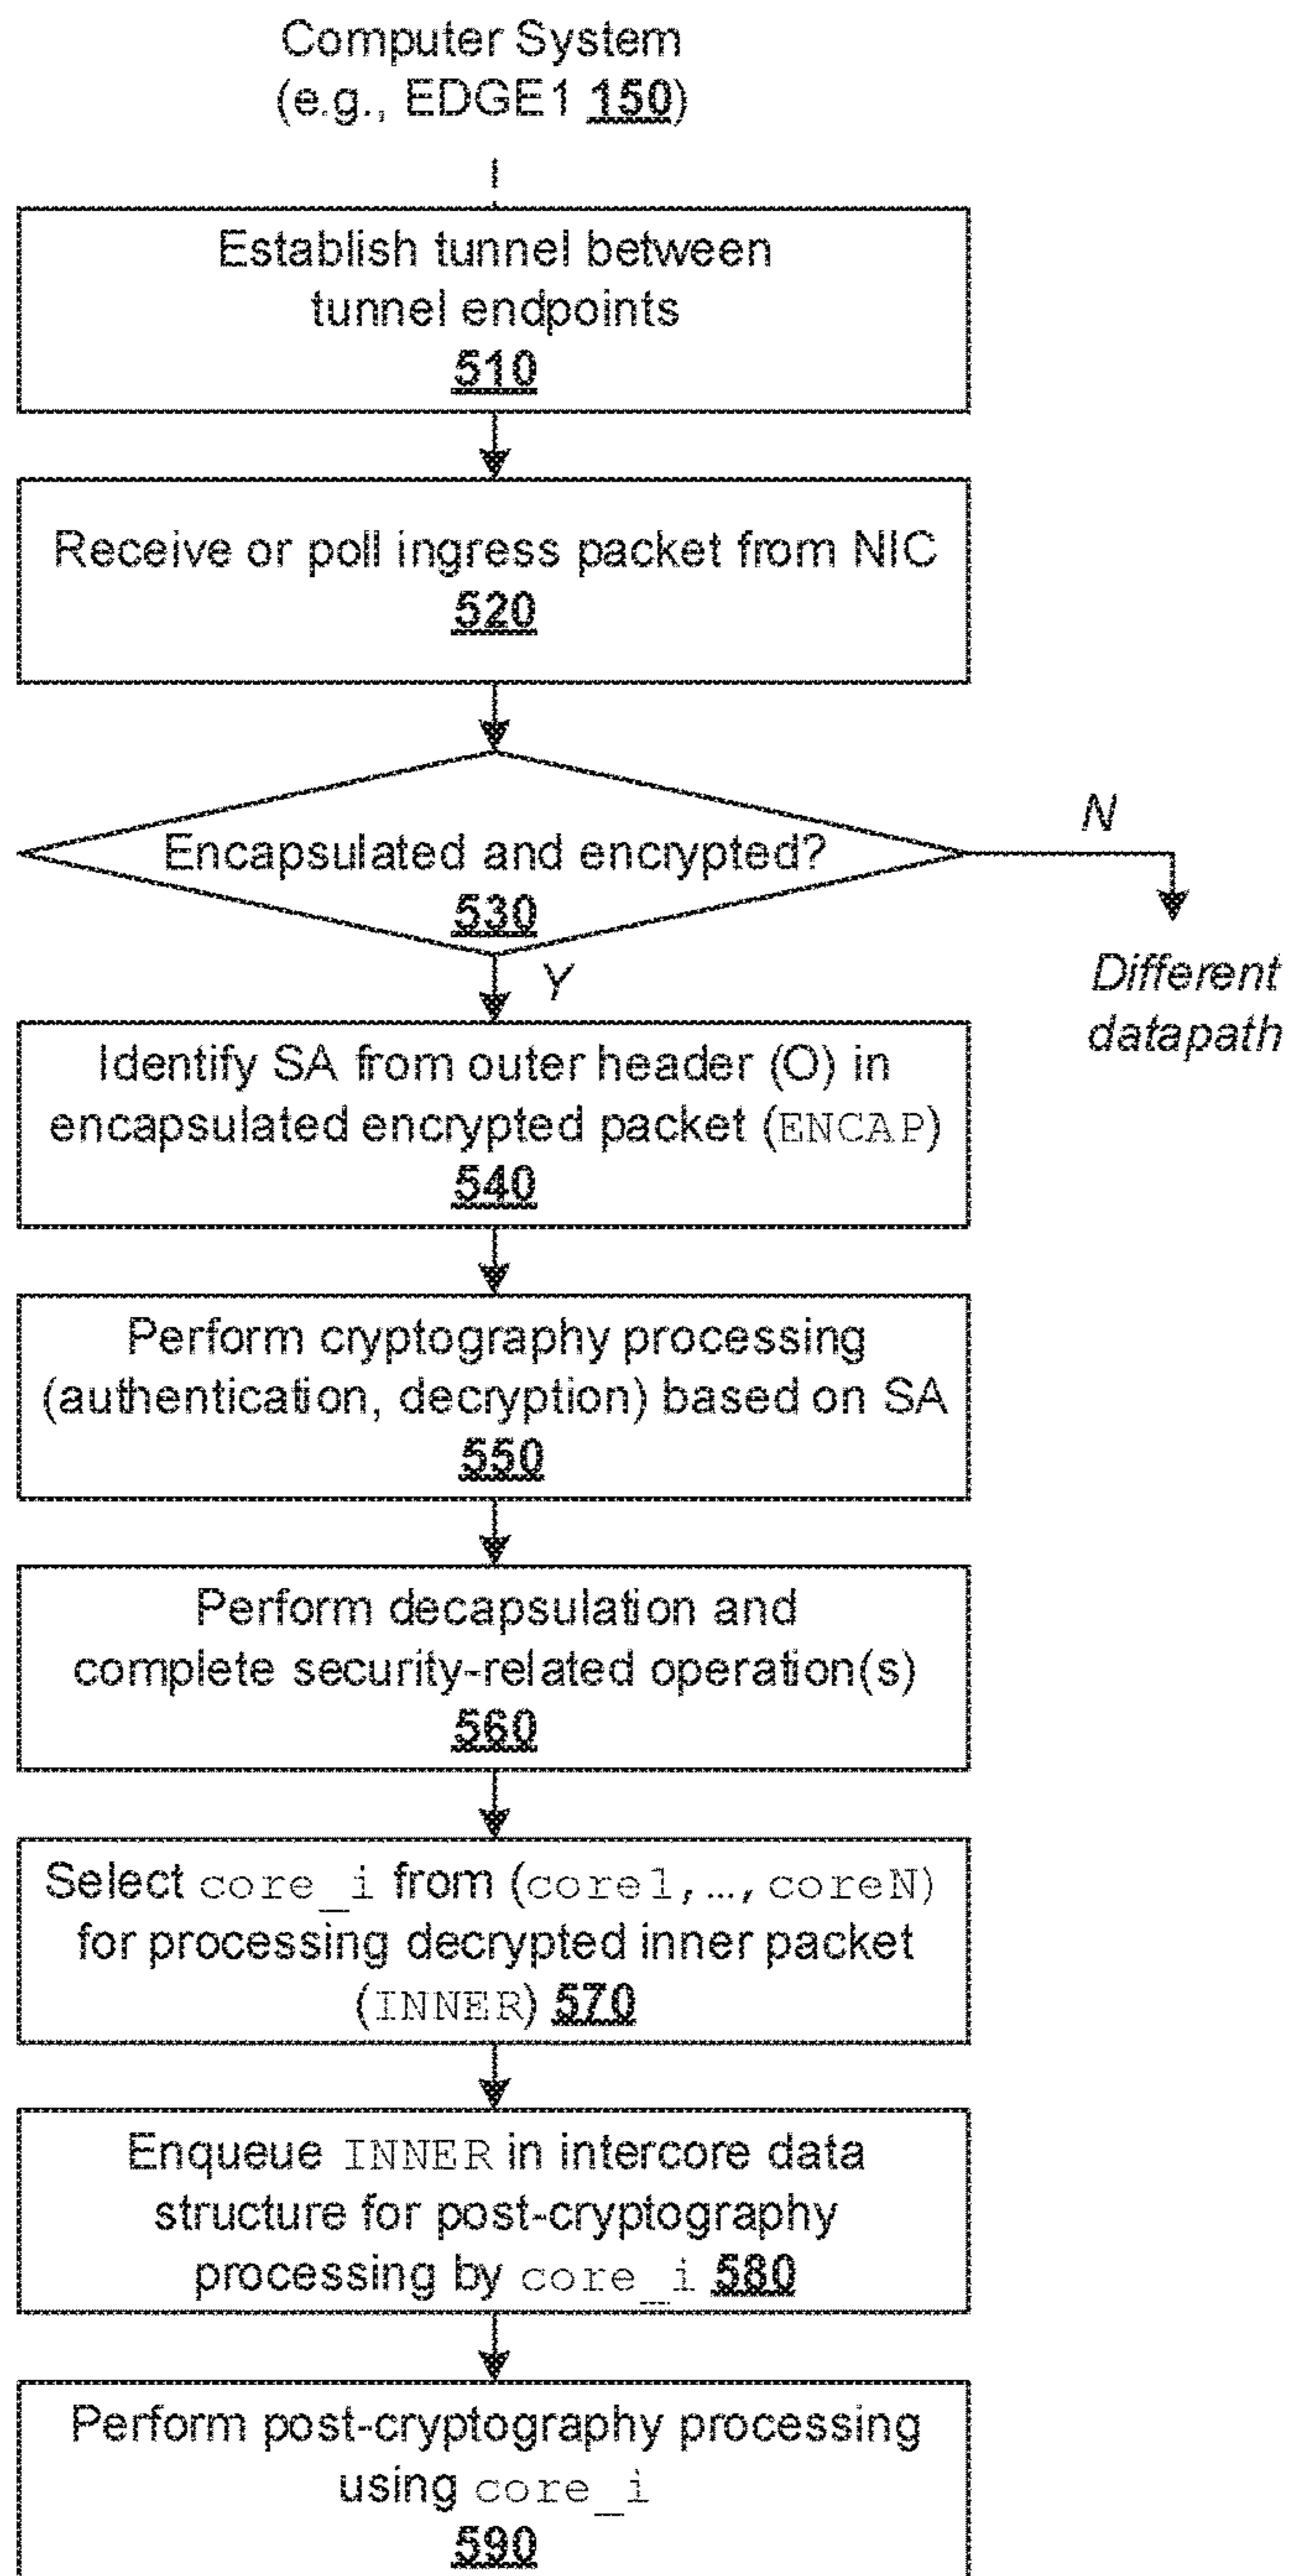 Computer System
(e.g., EDGE1 150)
Establish tunnel between
tunnel endpoints
510
Receive or poll ingress packet from NIC
520
Encapsulated and encrypted?
530
N
Different
datapath
Y
Identify SA from outer header (O) in
encapsulated encrypted packet (ENCAP)
540
Perform cryptography processing
(authentication, decryption) based on SA
550
Perform decapsulation and
complete security-related operation(s)
560
Select core_i from (core1,...,coreN)
for processing decrypted inner packet
(INNER) 570
Enqueue INNER in intercore data
structure for post-cryptography
processing by core_i 580
Perform post-cryptography processing
using core_i
590